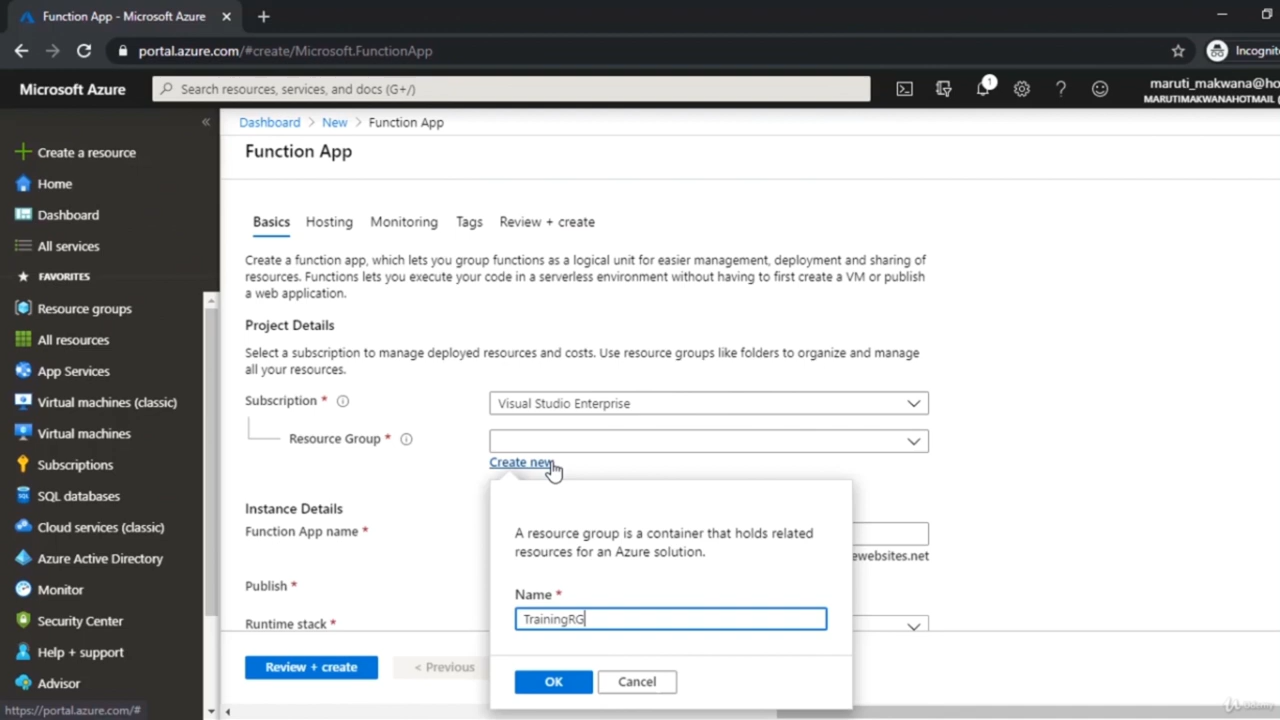 Function App - Microsoft Azure
portal.azure.com/#create/Microsoft.FunctionApp
Incognit
Microsoft Azure
Search resources, services, and docs (G+/)
1
maruti_makwana@ho
MARUTIMAKWANAHOTMAIL
Dashboard > New > Function App
Create a resource
Home
Dashboard
All services
FAVORITES
Resource groups
All resources
App Services
Virtual machines (classic)
Virtual machines
Subscriptions
SQL databases
Cloud services (classic)
Azure Active Directory
Monitor
Security Center
Help + support
Advisor
https://portal.azure.com/#
Function App
Basics Hosting Monitoring Tags Review + create
Create a function app, which lets you group functions as a logical unit for easier management, deployment and sharing of
resources. Functions lets you execute your code in a serverless environment without having to first create a VM or publish
a web application.
Project Details
Select a subscription to manage deployed resources and costs. Use resource groups like folders to organize and manage
all your resources.
Subscription *
Visual Studio Enterprise
Resource Group *
Create new
A resource group is a container that holds related
resources for an Azure solution.
Name *
TrainingRG
OK
Cancel
Instance Details
Function App name *
ewebsites.net
Publish *
Runtime stack *
Review + create
< Previous
Udemy